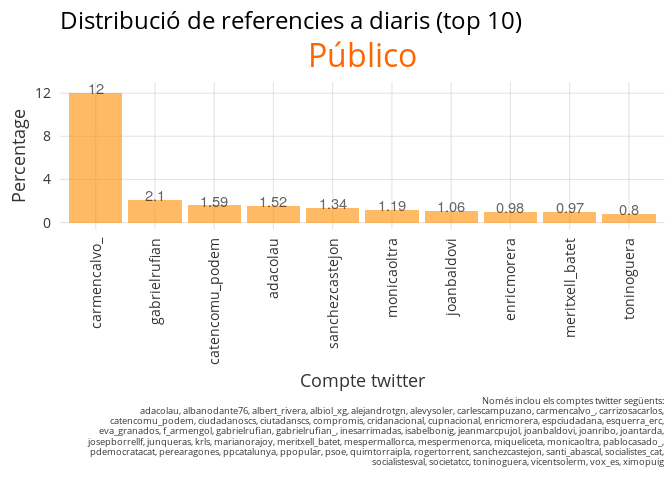 Distribució de referencies a diaris (top 10)
Público
Percentage
12
8
4
0
12
2.1
1.59
1.52
1.34
1.19
1.06
0.98
0.97
0.8
carmencalvo_
gabrielrufian
catencomu_podem
adacolau
sanchezcastejon
monicaoltra
joanbaldovi
enricmorera
meritxell_batet
toninoguera
Compte twitter
Només inclou els comptes twitter següents:
adacolau, albanodante76, albert_rivera, albiol_xg, alejandrotgn, alevysoler, carlescampuzano, carmencalvo_, carrizosacarlos,
catencomu_podem, ciudadanoscs, ciutadanscs, compromis, cridanacional, cupnacional, enricmorera, espciudadana, esquerra_erc,
eva_granados, f_armengol, gabrielrufian, gabrielrufian_, inesarrimadas, isabelbonig, jeanmarcpujol, joanbaldovi, joanribo, joantarda,
josepborrellf, junqueras, krls, marianorajoy, meritxell_batet, mespermallorca, mespermenorca, miqueliceta, monicaoltra, pablocasado_,
pdemocratacat, perearagones, ppcatalunya, ppopular, psoe, quimtorraipla, rogertorrent, sanchezcastejon, santi_abascal, socialistes_cat,
socialistesval, societatcc, toninoguera, vicentsolerm, vox_es, ximopuig